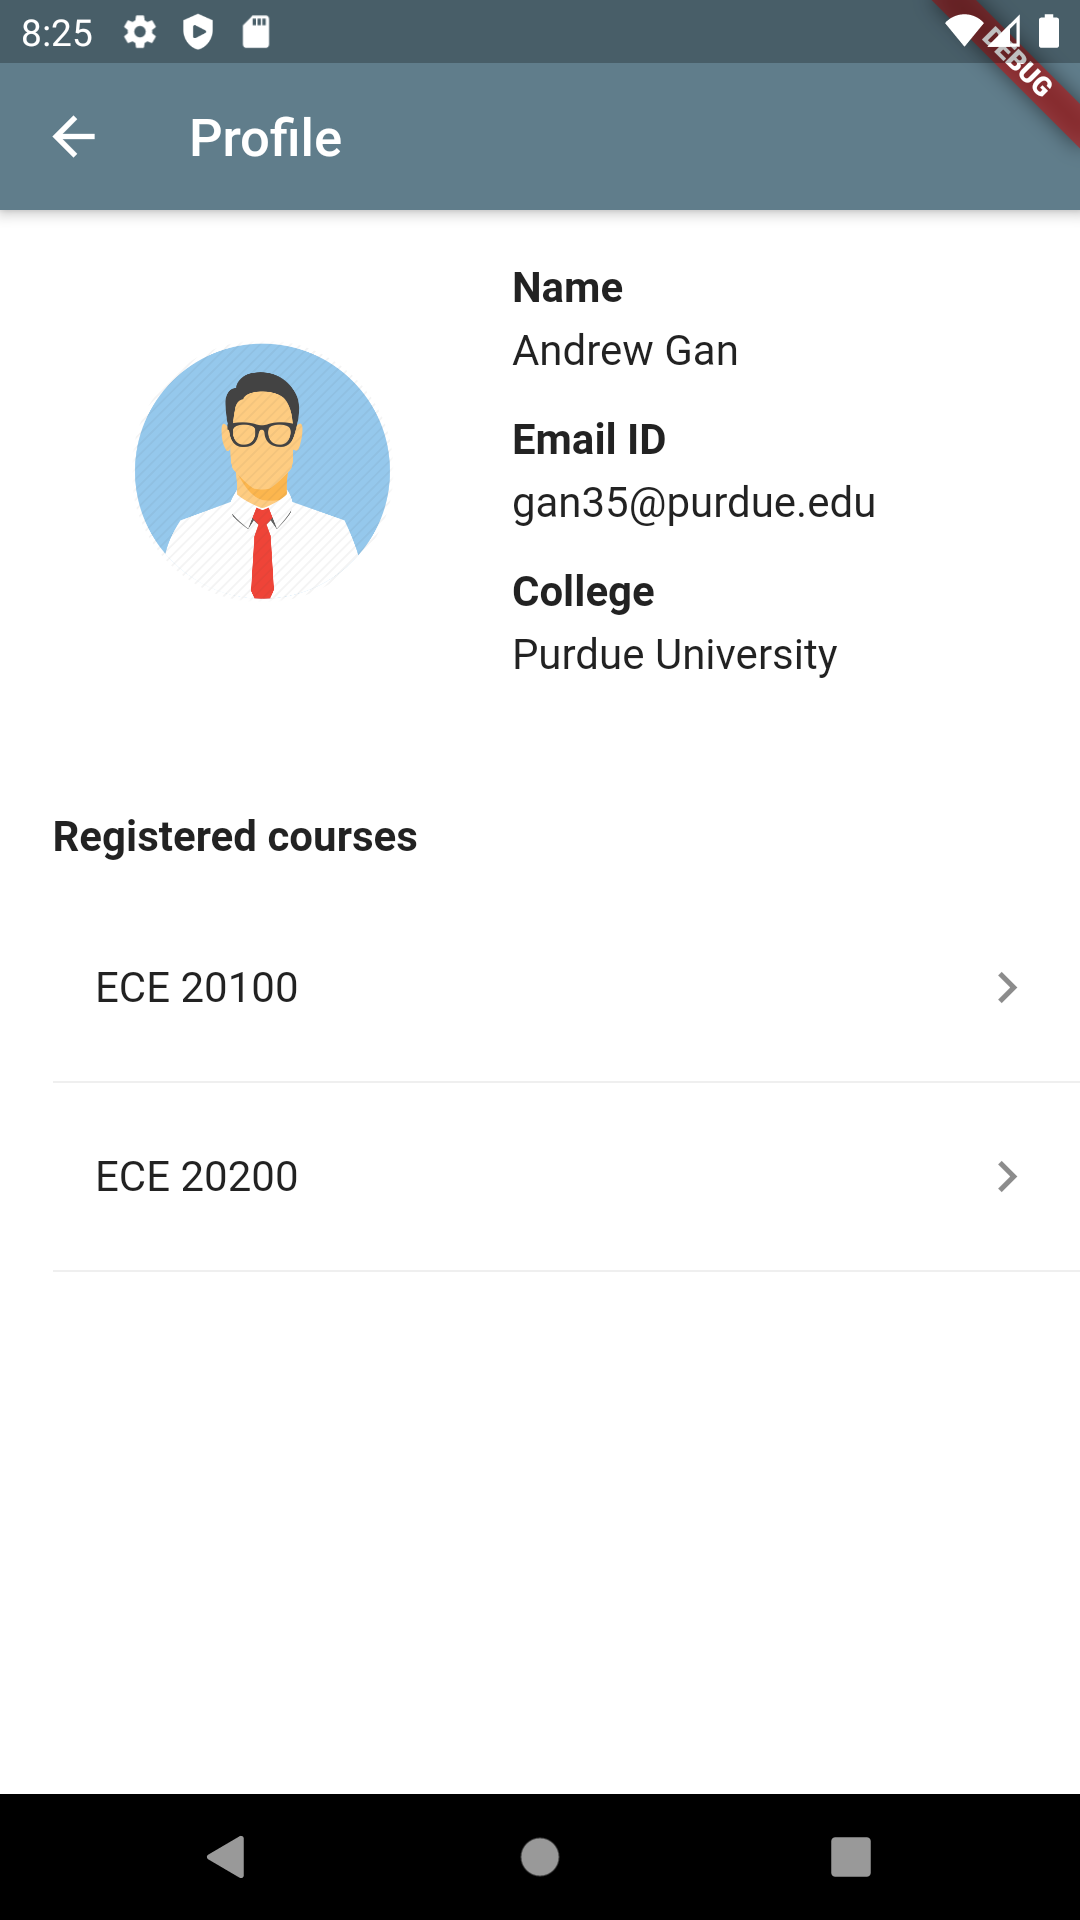 8:25
DEBUG
Profile
Name
Andrew Gan
Email ID
gan35@purdue.edu
College
Purdue University
Registered courses
ECE 20100
ECE 20200